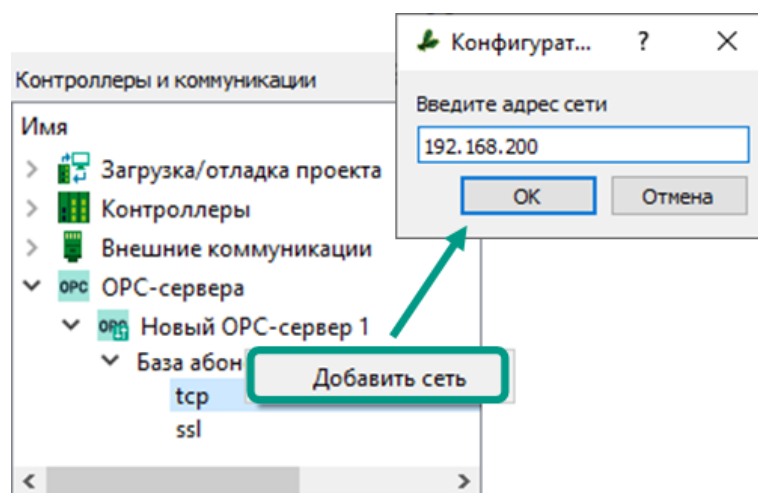 Конфигурат... ?
Контроллеры и коммуникации
Введите адрес сети
192.168.200
OK
Отмена
Имя
Загрузка/отладка проекта
Контроллеры
Внешние коммуникации
OPC OPC-сервера
Новый OPC-сервер 1
База абон
Добавить сеть
tcp
ssl